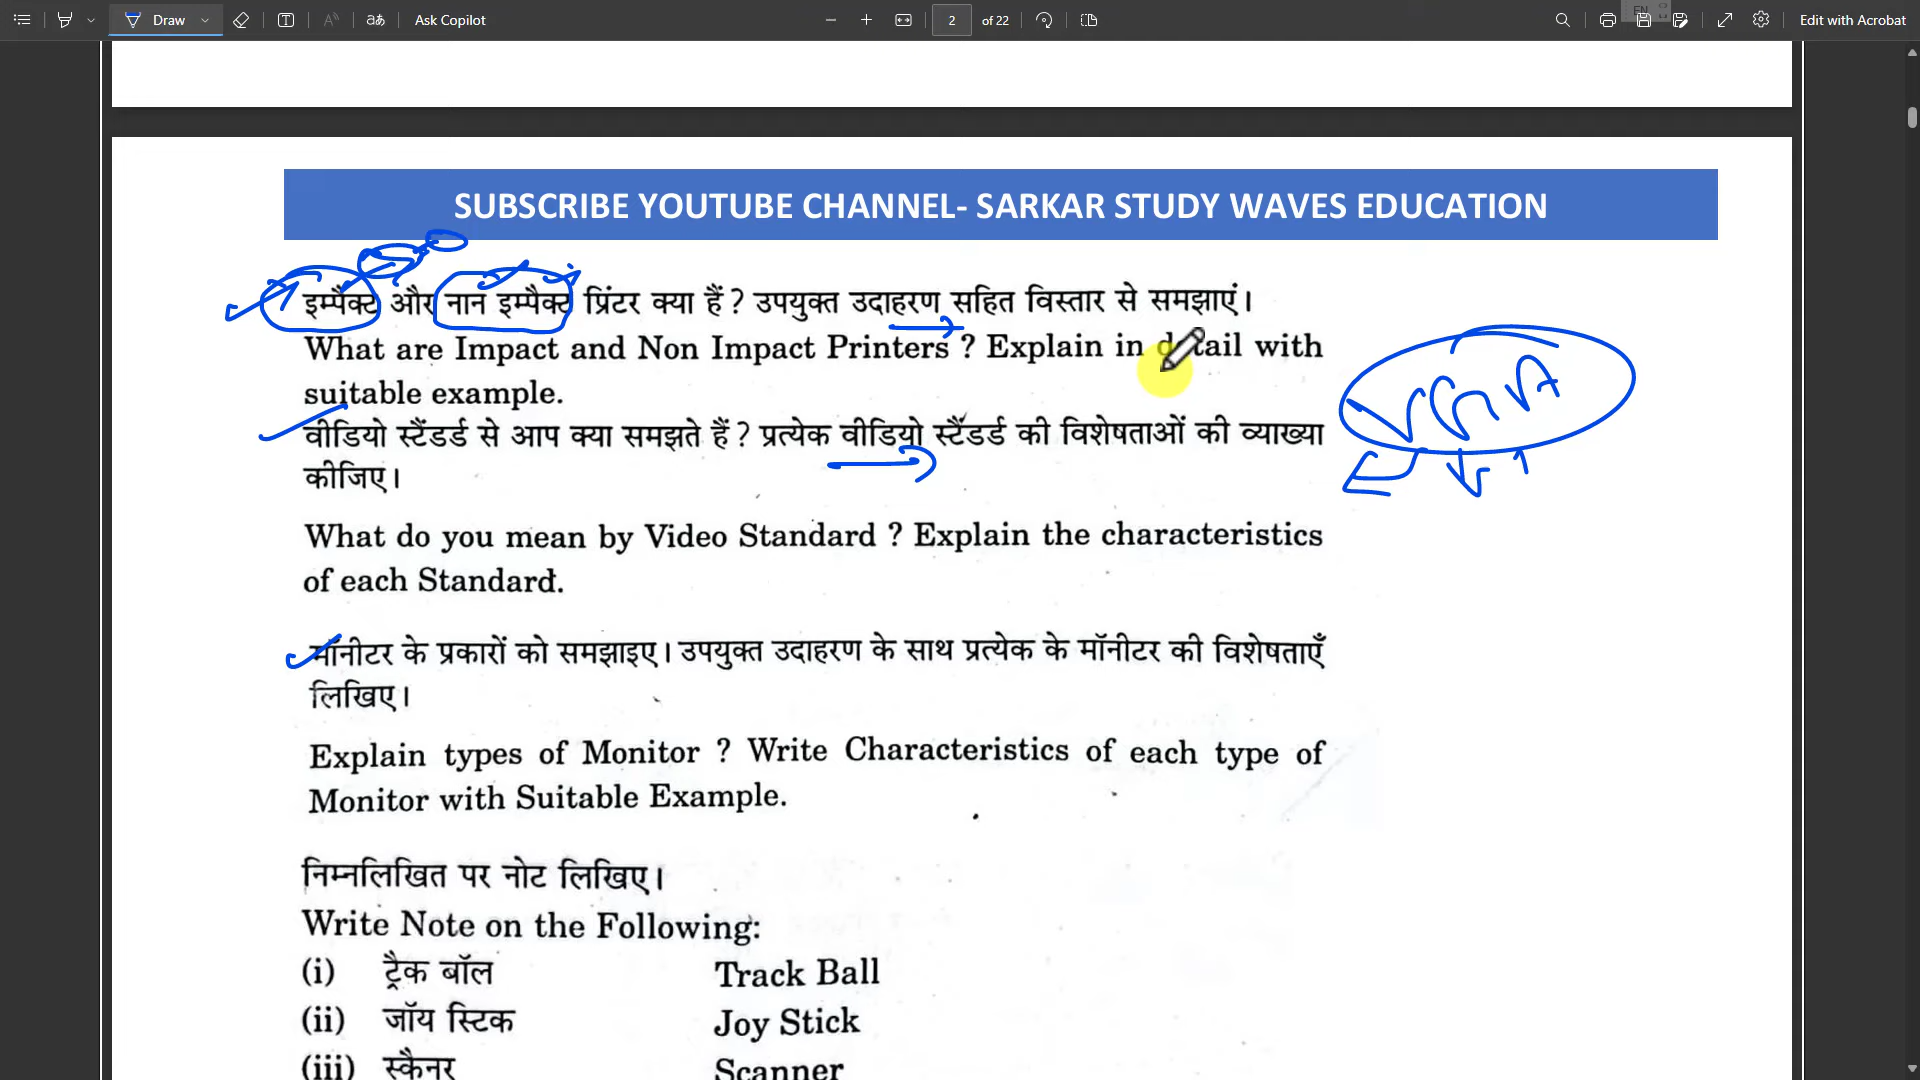 Draw
Ask Copilot
2 of 22
EN
Edit with Acrobat
SUBSCRIBE YOUTUBE CHANNEL- SARKAR STUDY WAVES EDUCATION
इम्पैक्ट और नान इम्पैक्ट प्रिंटर क्या हैं ? उपयुक्त उदाहरण सहित विस्तार से समझाएं।
What are Impact and Non Impact Printers ? Explain in detail with
suitable example.
वीडियो स्टैंडर्ड से आप क्या समझते हैं ? प्रत्येक वीडियो स्टैंडर्ड की विशेषताओं की व्याख्या
कीजिए।
VGA
What do you mean by Video Standard ? Explain the characteristics
of each Standard.
मॉनीटर के प्रकारों को समझाइए। उपयुक्त उदाहरण के साथ प्रत्येक के मॉनीटर की विशेषताएँ
लिखिए।
Explain types of Monitor ? Write Characteristics of each type of
Monitor with Suitable Example.
निम्नलिखित पर नोट लिखिए।
Write Note on the Following:
(i) ट्रैक बॉल Track Ball
(ii) जॉय स्टिक Joy Stick
(iii) स्कैनर Scanner